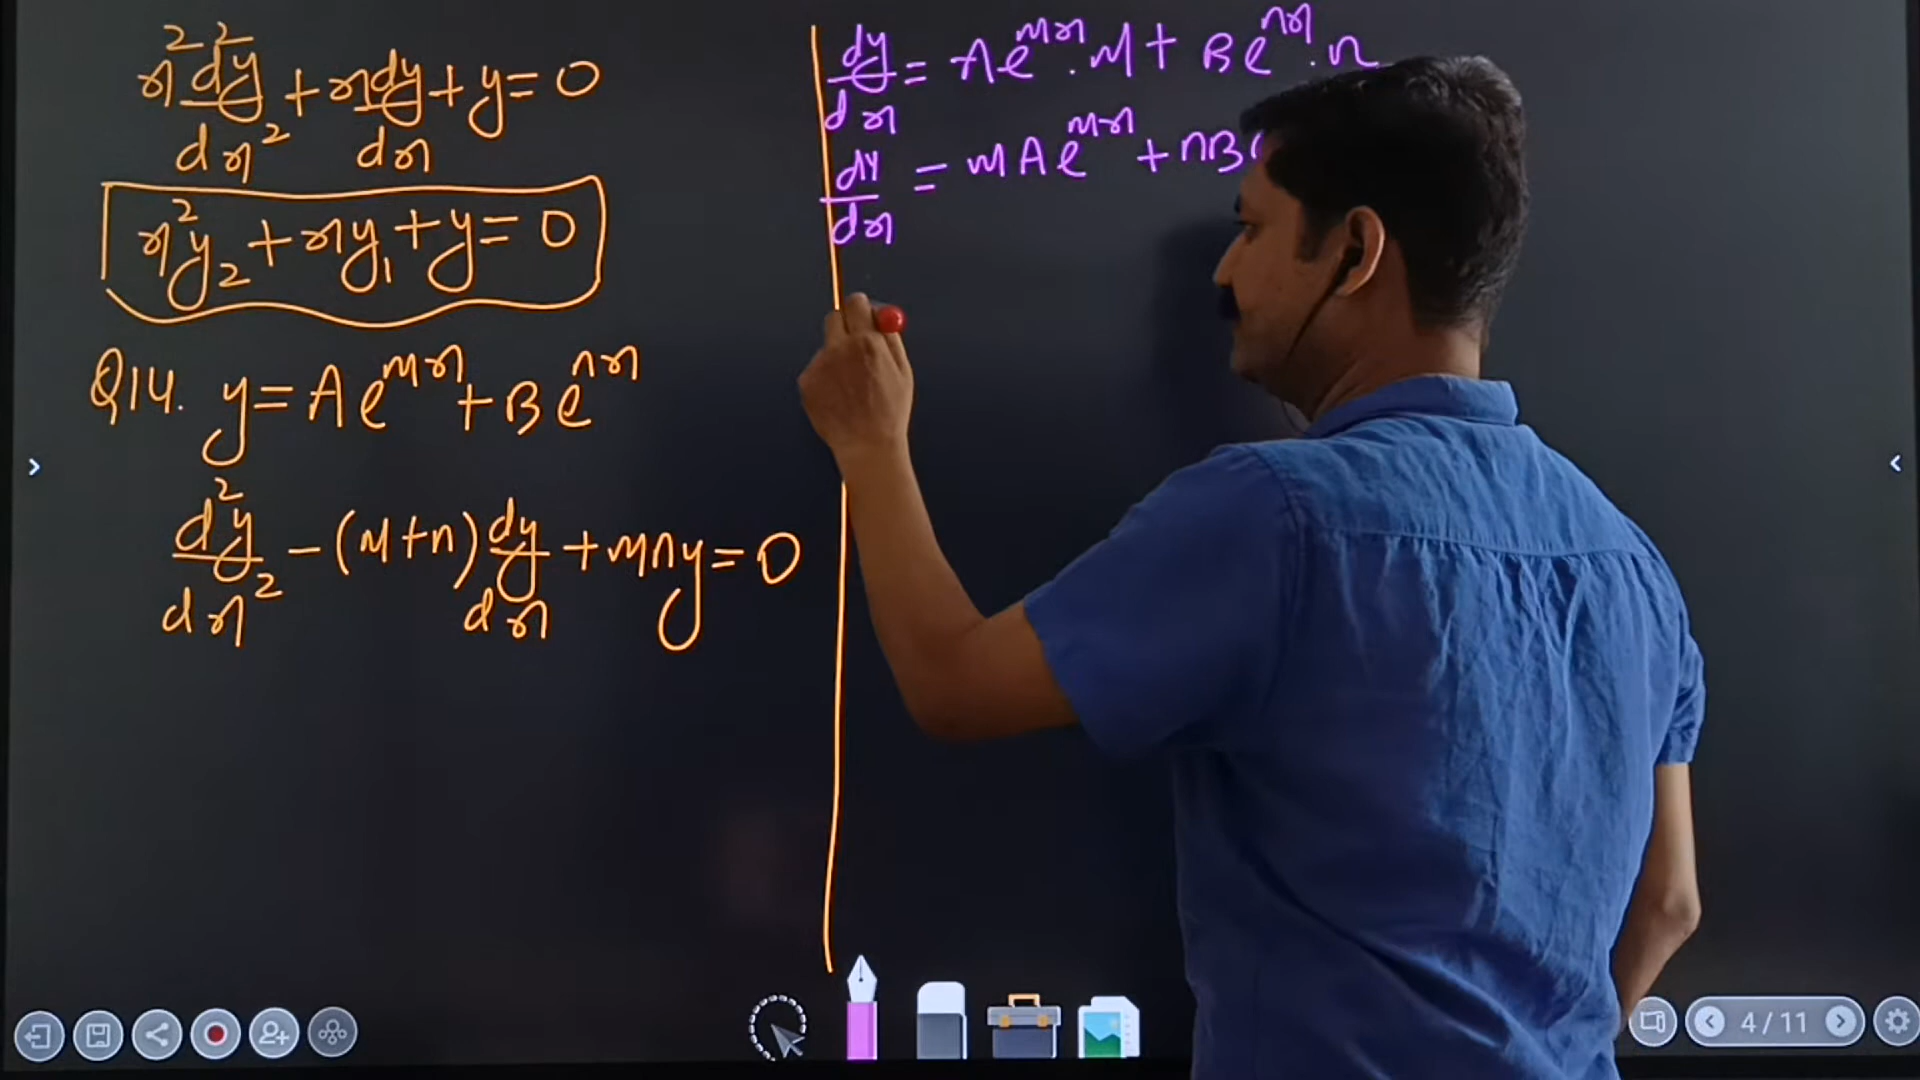 x² d²y/dx² + x dy/dx + y = 0
x²y₂ + xy₁ + y = 0
Q14. y = Ae^mx + Be^nx
d²y/dx² - (m+n) dy/dx + mny = 0
dy/dx = Ae^mx . m + Be^nx . n
dy/dx = mAe^mx + nB
4 / 11